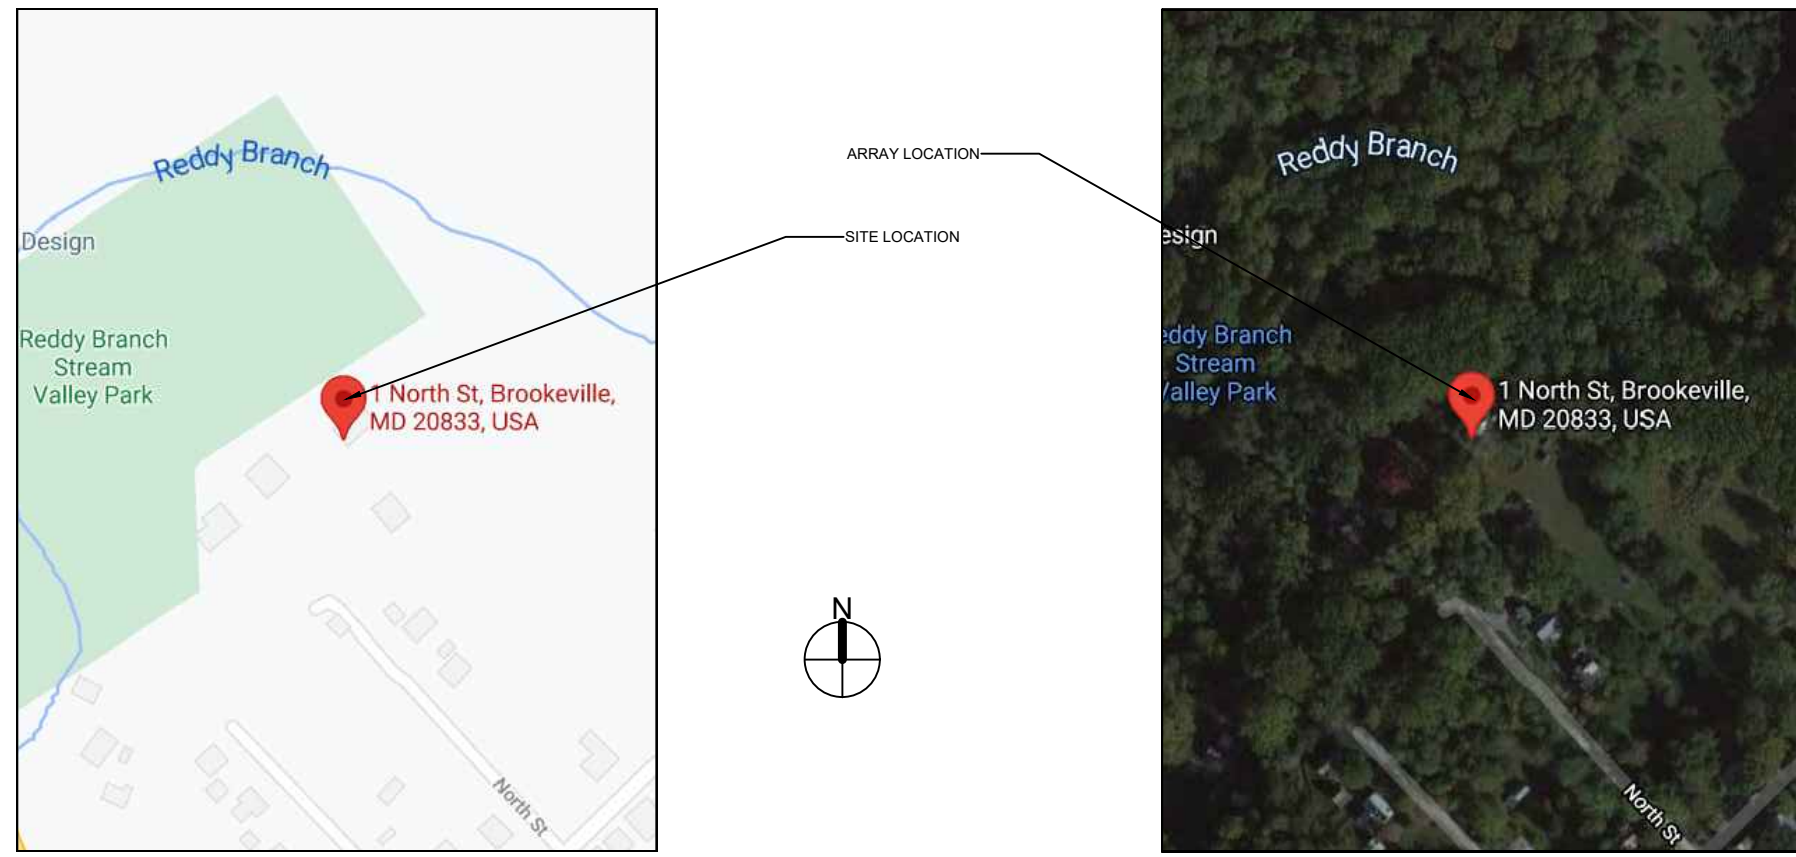 Reddy Branch
Design
Reddy Branch
Stream
Valley Park
1 North St, Brookeville,
MD 20833, USA
North St
ARRAY LOCATION
SITE LOCATION
N
Reddy Branch
esign
eddy Branch
Stream
Valley Park
1 North St, Brookeville,
MD 20833, USA
North St